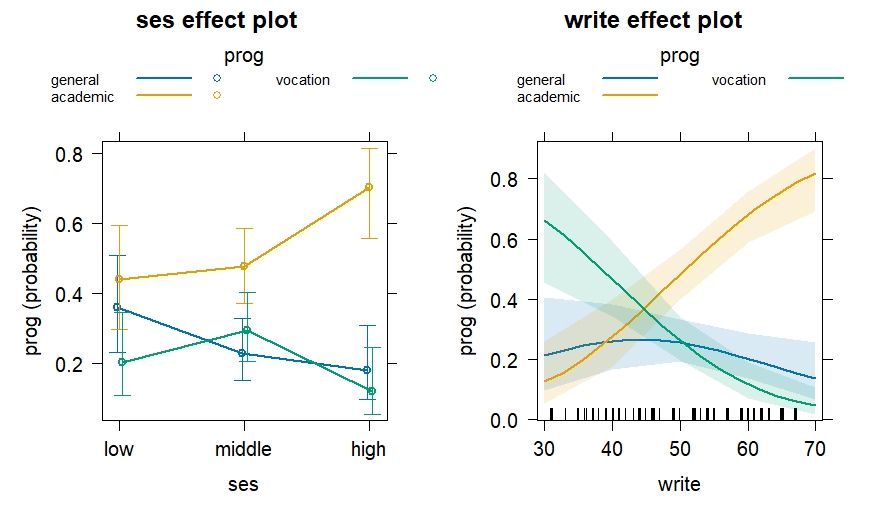 ses effect plot
prog
general
vocation
academic
prog (probability)
0.8
0.6
0.4
0.2
low
middle
high
ses
write effect plot
prog
general
vocation
academic
prog (probability)
0.8
0.6
0.4
0.2
0.0
30
40
50
60
70
write